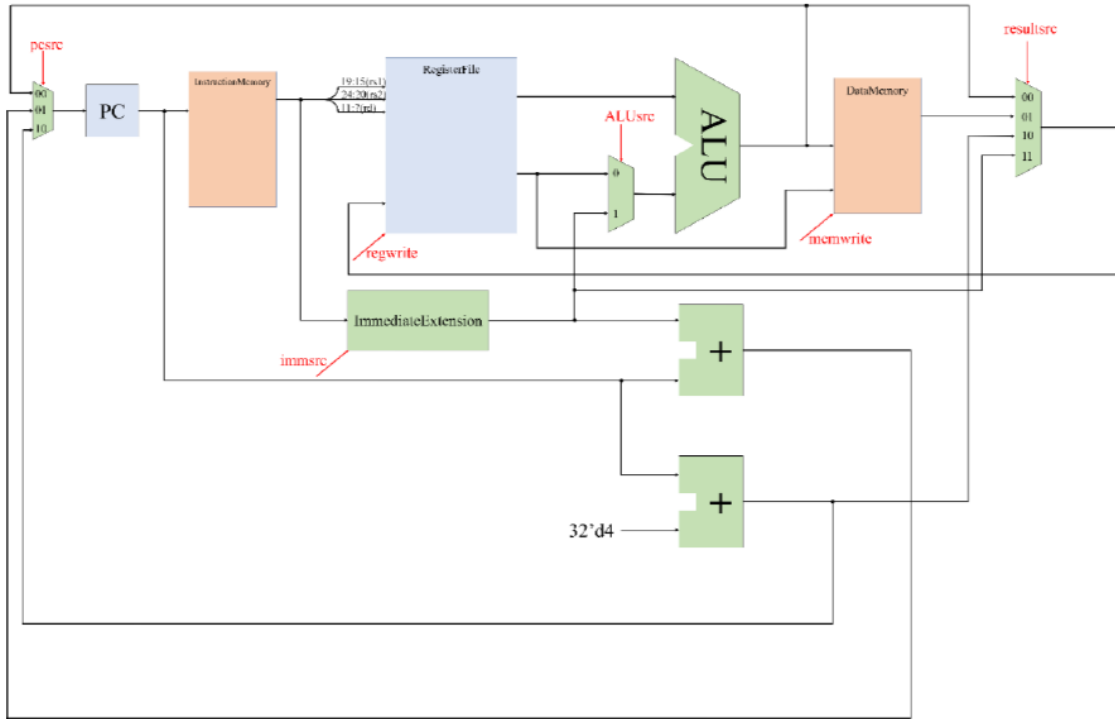 pcsrc
00
01
10
PC
InstructionMemory
19:15(rs1)
24:20(rs2)
11:7(rd)
RegisterFile
regwrite
ALUsrc
0
1
ALU
DataMemory
memwrite
resultsrc
00
01
10
11
ImmediateExtension
immsrc
+
+
32'd4